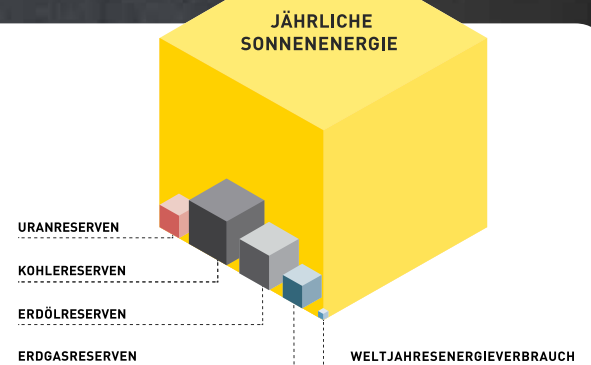 JÄHRLICHE
SONNENENERGIE
URANRESERVEN
KOHLERESERVEN
ERDÖLRESERVEN
ERDGASRESERVEN
WELTJAHRESENERGIEVERBRAUCH